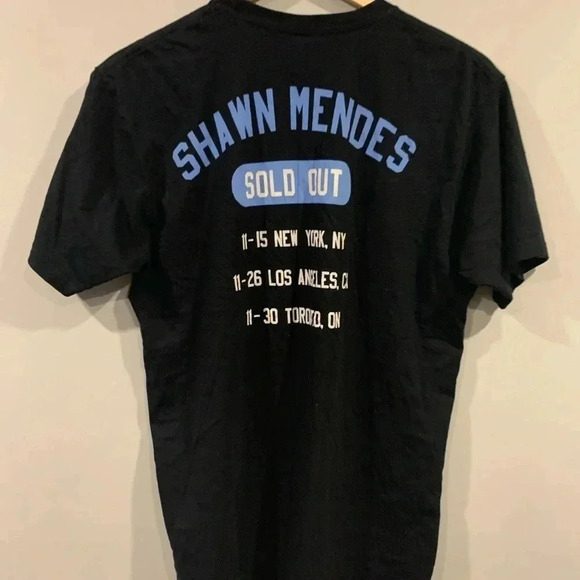 SHAWN MENDES
SOLD OUT
11-15 NEW YORK, NY
11-26 LOS ANGELES, CA
11-30 TORONTO, ON